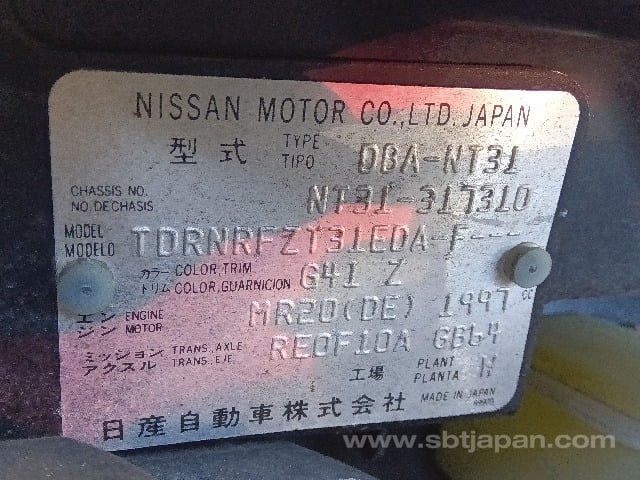 NISSAN MOTOR CO.,LTD. JAPAN
型式 TYPE TIPO DBA-NT31
CHASSIS NO. NO. DE CHASIS NT31-317310
MODEL MODELO TDRNRFZT31EDA-F---
カラー トリム COLOR, TRIM COLOR, GUARNICION G41 Z
エンジン ENGINE MOTOR MR20(DE) 1997 cc
ミッション アクスル TRANS., AXLE TRANS., EJE RE0F10A GB64
工場 PLANT PLANTA
日産自動車株式会社 MADE IN JAPAN
www.sbtjapan.com